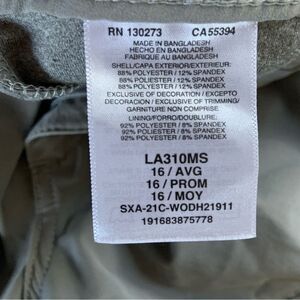 RN 130273 CA55394
MADE IN BANGLADESH
HECHO EN BANGLADESH
FABRIQUE AU BANGLADESH
SHELL/CAPA EXTERIOR/EXTERIEUR:
88% POLYESTER / 12% SPANDEX
88% POLYESTER / 12% SPANDEX
88% POLYESTER / 12% SPANDEX
EXCLUSIVE OF DECORATION / EXCEPTO
DECORACION / EXCLUSIVE OF TRIMMING/
GARNITURE NON COMPRISE.
LINING/FORRO/DOUBLURE:
92% POLYESTER / 8% SPANDEX
92% POLYESTER / 8% SPANDEX
92% POLYESTER / 8% SPANDEX
LA310MS
16 / AVG
16 / PROM
16 / MOY
SXA-21C-WODH21911
191683875778